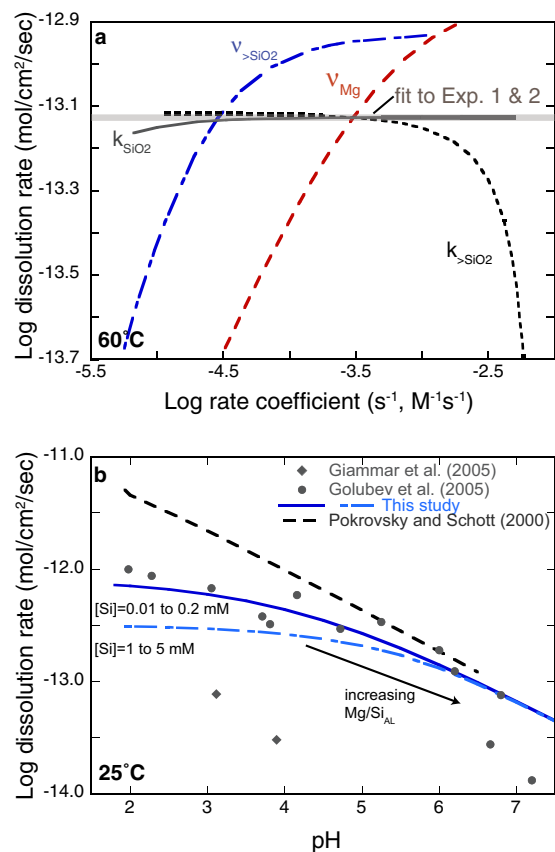 a
ν>SiO2
νMg
fit to Exp. 1 & 2
kSiO2
k>SiO2
60˚C
-12.9
-13.1
-13.3
-13.5
-13.7
Log dissolution rate (mol/cm²/sec)
-5.5 -4.5 -3.5 -2.5
Log rate coefficient (s⁻¹, M⁻¹s⁻¹)
b
Giammar et al. (2005)
Golubev et al. (2005)
This study
Pokrovsky and Schott (2000)
[Si]=0.01 to 0.2 mM
[Si]=1 to 5 mM
increasing
Mg/SiAL
25˚C
-11.0
-12.0
-13.0
-14.0
Log dissolution rate (mol/cm²/sec)
2 3 4 5 6 7
pH